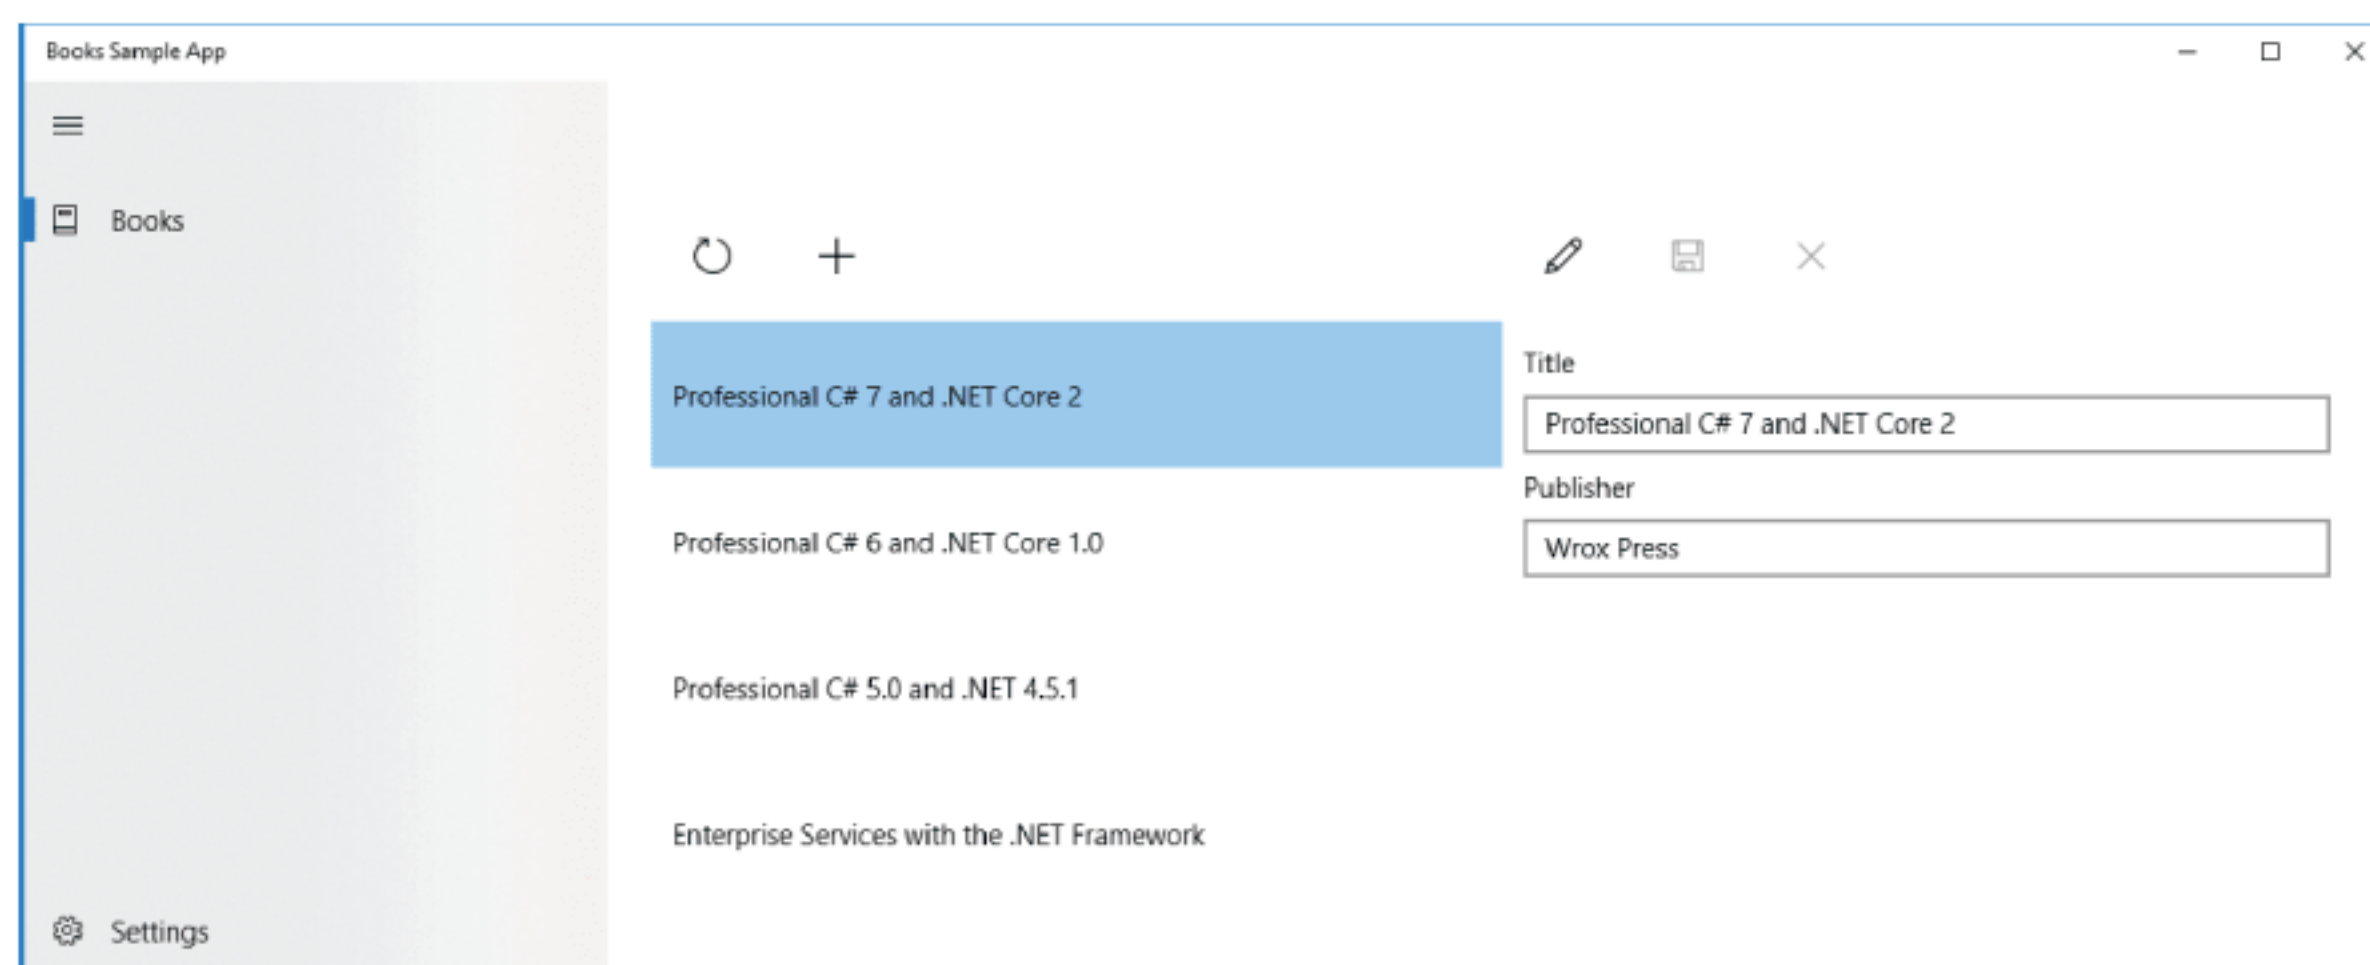 Books Sample App
Books
Professional C# 7 and .NET Core 2
Professional C# 6 and .NET Core 1.0
Professional C# 5.0 and .NET 4.5.1
Enterprise Services with the .NET Framework
Title
Professional C# 7 and .NET Core 2
Publisher
Wrox Press
Settings